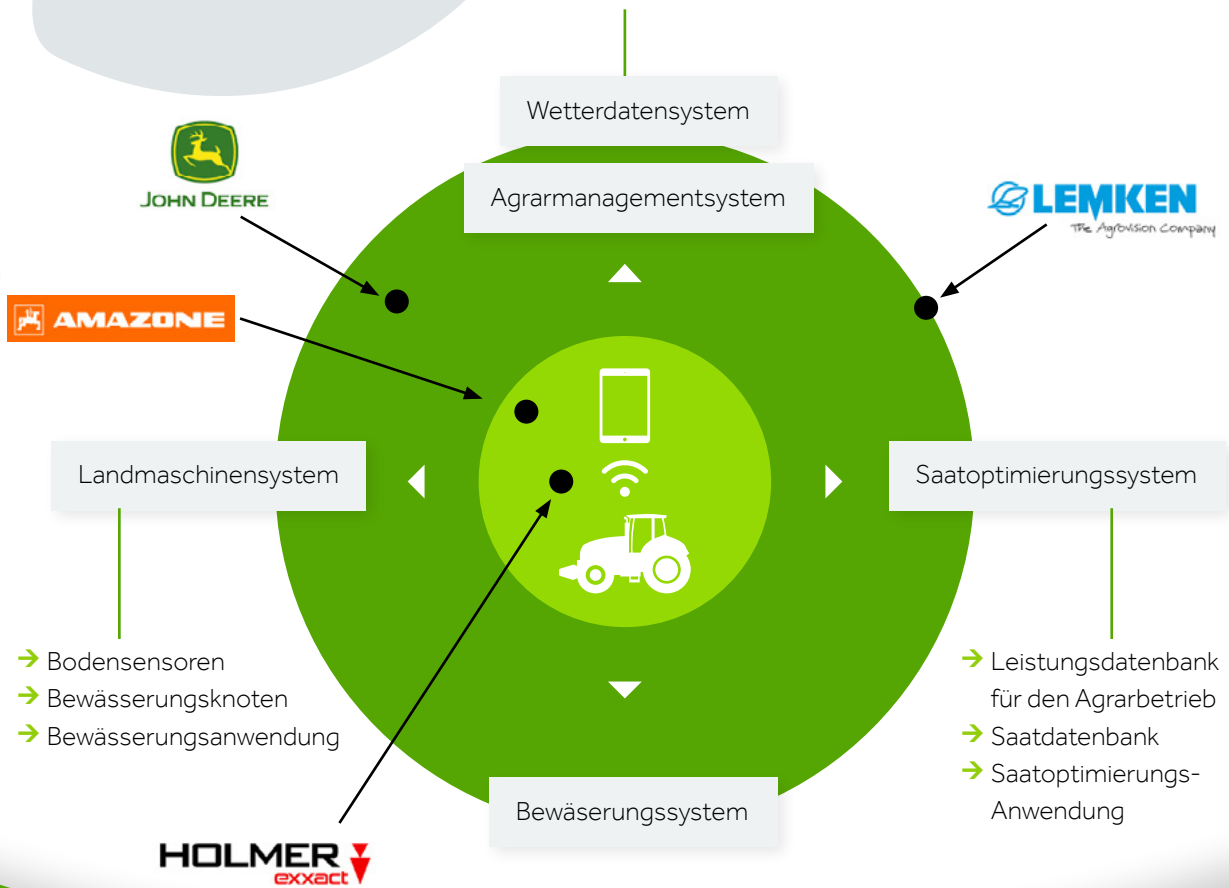 Wetterdatensystem
Agrarmanagementsystem
JOHN DEERE
LEMKEN
The Agrovision Company
AMAZONE
Landmaschinensystem
Saatoptimierungssystem
Bodensensoren
Bewässerungsknoten
Bewässerungsanwendung
Leistungsdatenbank
für den Agrarbetrieb
Saatdatenbank
Saatoptimierungs-
Anwendung
Bewäserungssystem
HOLMER
exxact